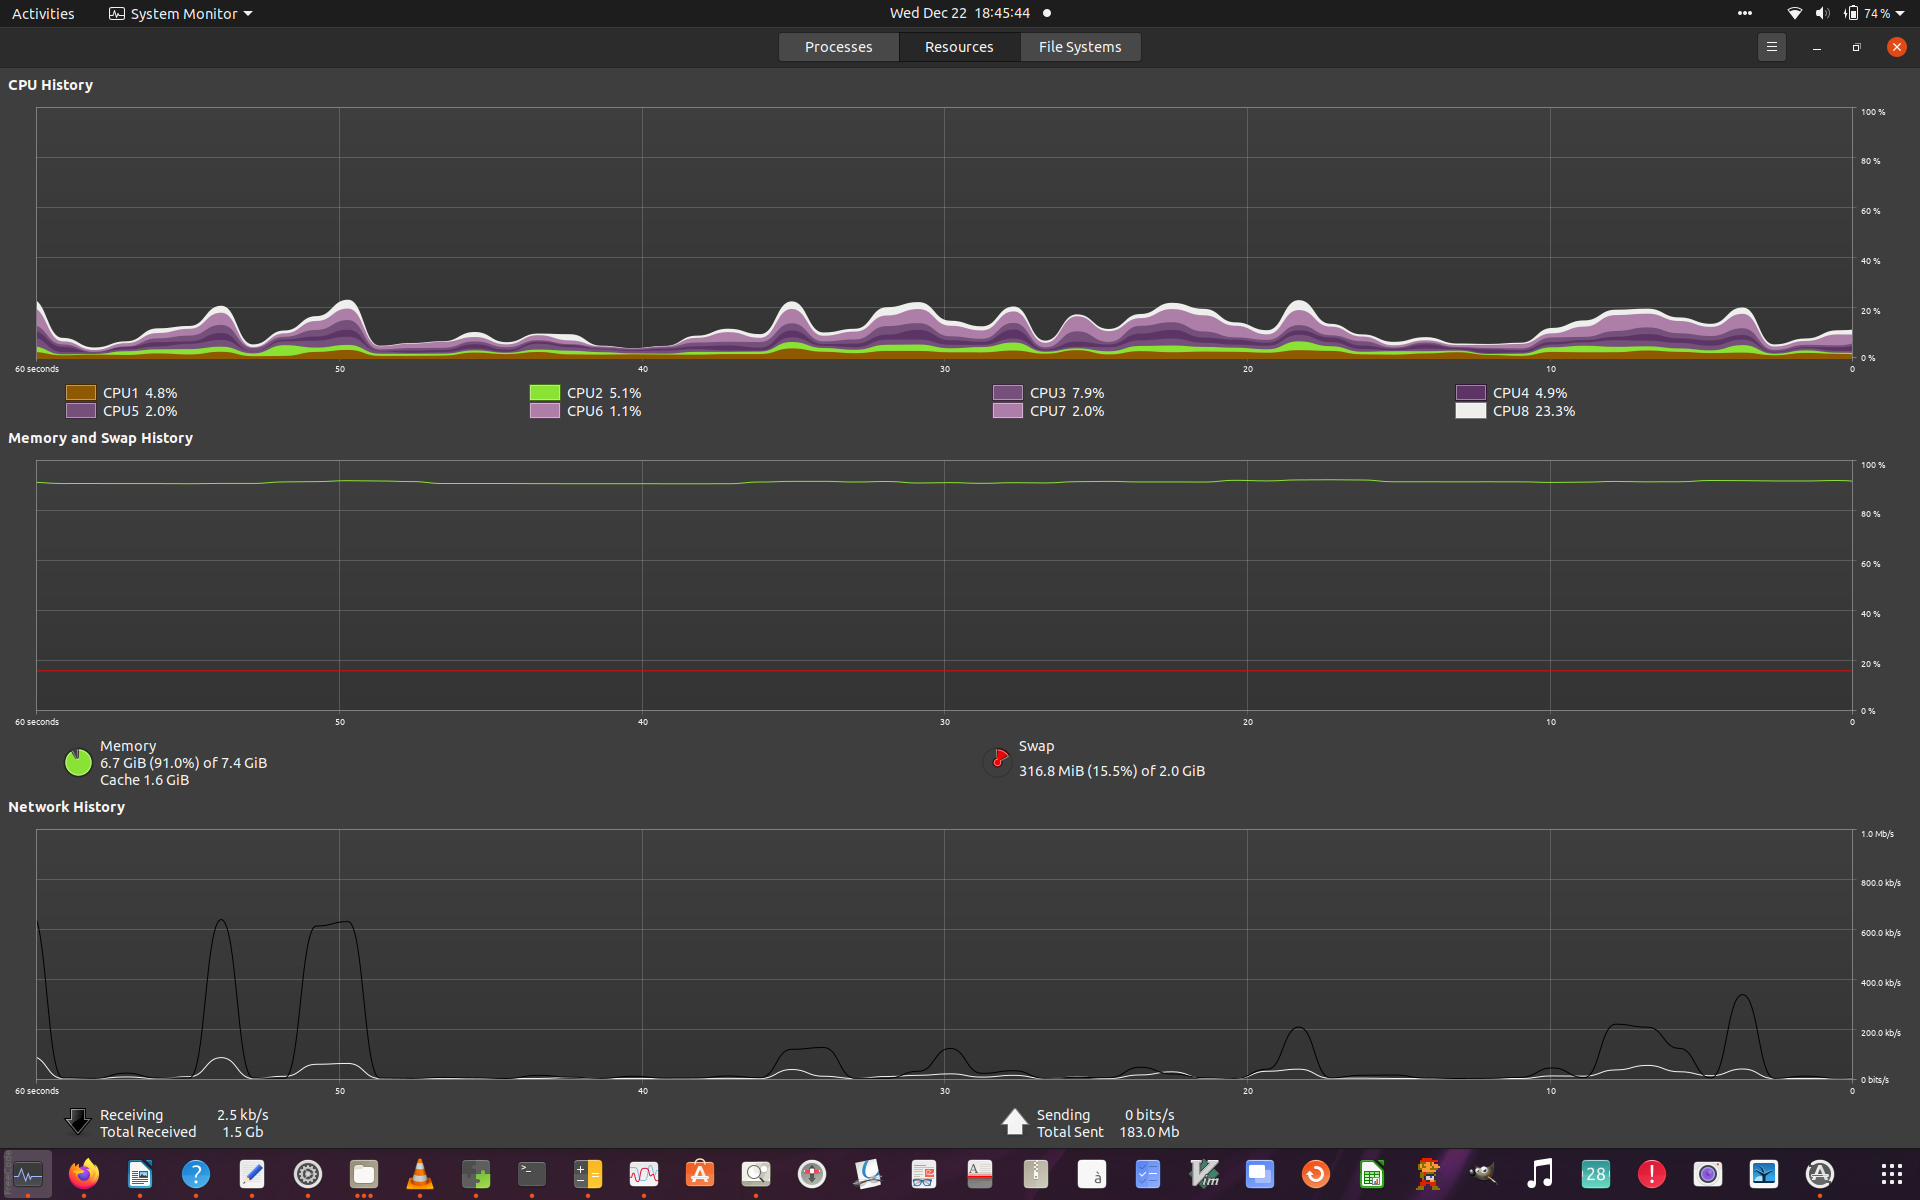 Activities System Monitor Wed Dec 22 18:45:44 74 %
Processes Resources File Systems
CPU History
100 %
80 %
60 %
40 %
20 %
0 %
60 seconds 50 40 30 20 10 0
CPU1 4.8% CPU2 5.1% CPU3 7.9% CPU4 4.9%
CPU5 2.0% CPU6 1.1% CPU7 2.0% CPU8 23.3%
Memory and Swap History
100 %
80 %
60 %
40 %
20 %
0 %
60 seconds 50 40 30 20 10 0
Memory Swap
6.7 GiB (91.0%) of 7.4 GiB 316.8 MiB (15.5%) of 2.0 GiB
Cache 1.6 GiB
Network History
1.0 Mb/s
800.0 kb/s
600.0 kb/s
400.0 kb/s
200.0 kb/s
0 bits/s
60 seconds 50 40 30 20 10 0
Receiving 2.5 kb/s Sending 0 bits/s
Total Received 1.5 Gb Total Sent 183.0 Mb
28